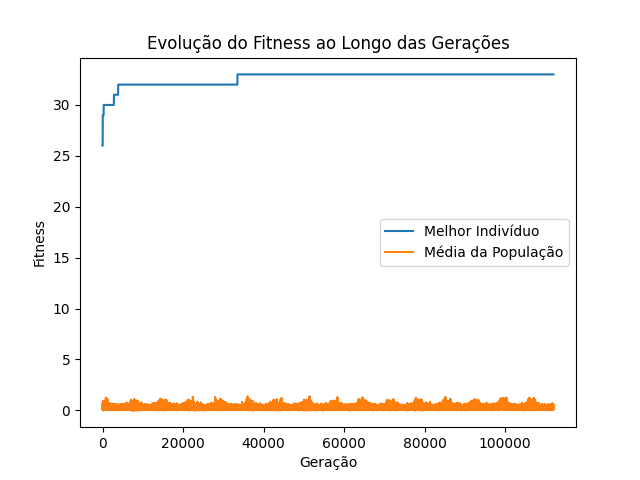 Evolução do Fitness ao Longo das Gerações
Fitness
30
25
20
15
10
5
0
Melhor Indivíduo
Média da População
0 20000 40000 60000 80000 100000
Geração